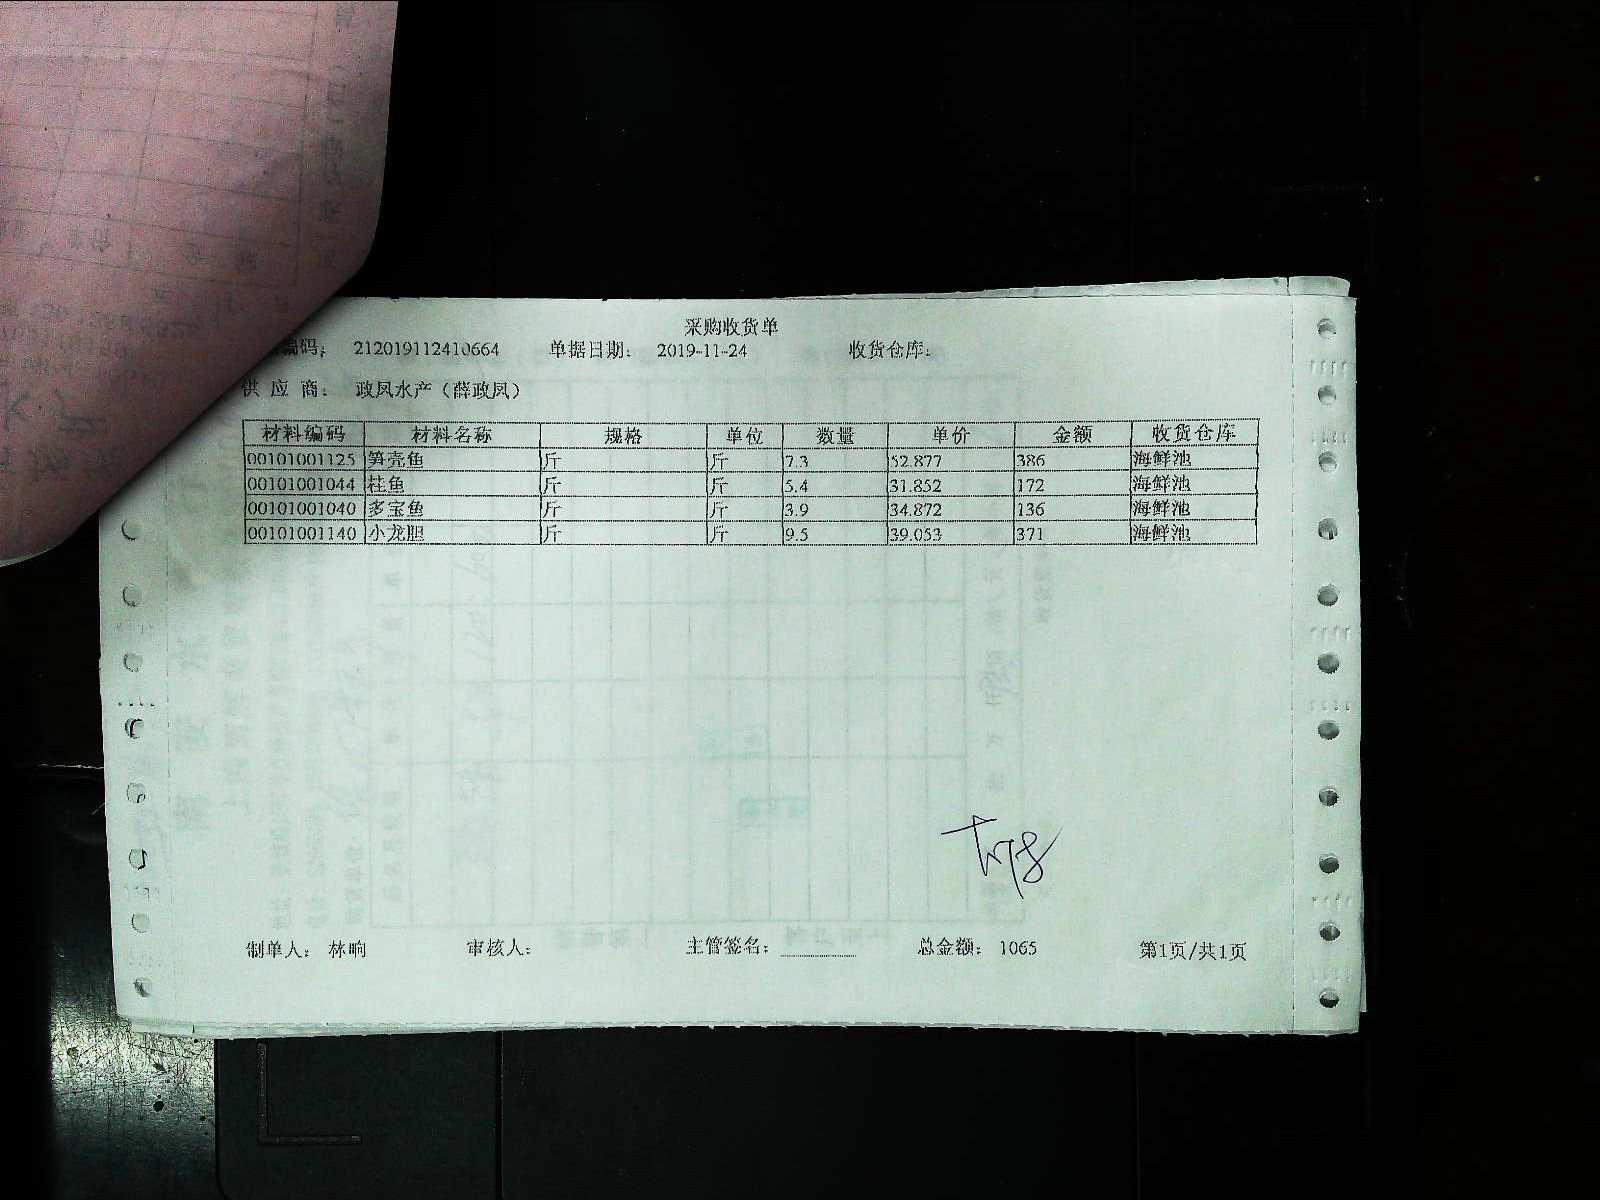 采购收货单
编码： 212019112410664 单据日期： 2019-11-24 收货仓库：
供 应 商： 政凤水产（薛政凤）
材料编码 材料名称 规格 单位 数量 单价 金额 收货仓库
00101001125 笋壳鱼 斤 斤 7.3 52.877 386 海鲜池
00101001044 桂鱼 斤 斤 5.4 31.852 172 海鲜池
00101001040 多宝鱼 斤 斤 3.9 34.872 136 海鲜池
00101001140 小龙胆 斤 斤 9.5 39.053 371 海鲜池
制单人： 林晌 审核人： 主管签名： 总金额： 1065 第1页/共1页